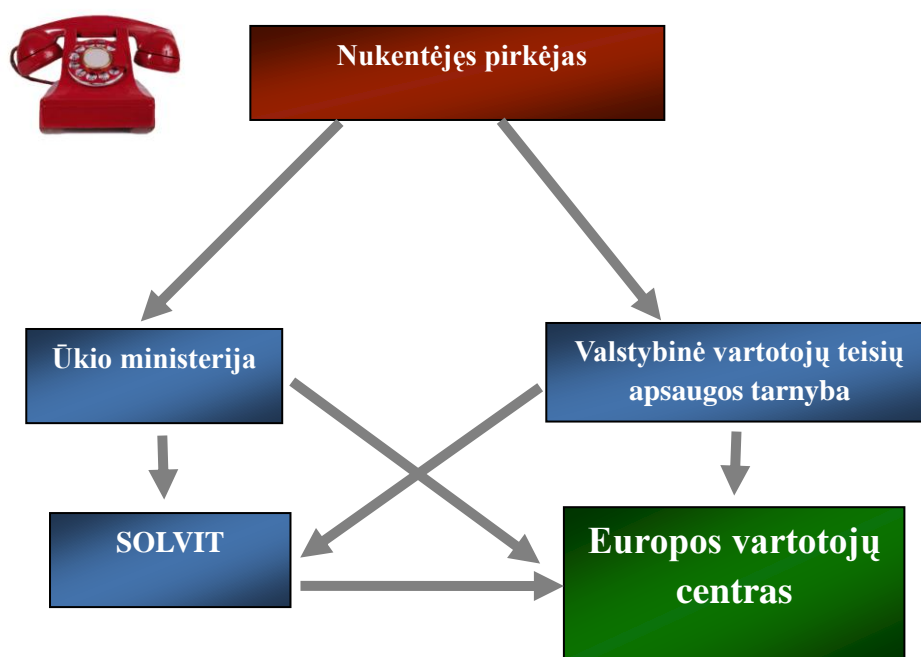 Nukentėjęs pirkėjas
Ūkio ministerija
Valstybinė vartotojų teisių
apsaugos tarnyba
SOLVIT
Europos vartotojų
centras